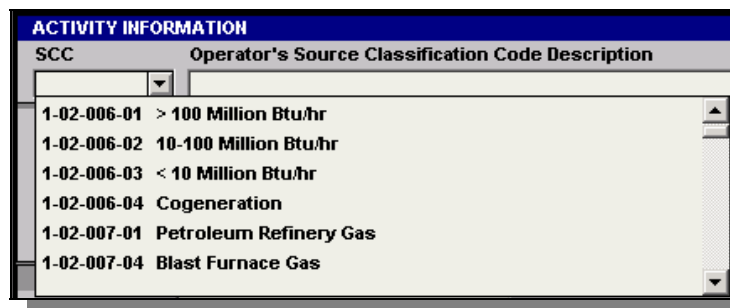 ACTIVITY INFORMATION
SCC Operator's Source Classification Code Description
1-02-006-01 > 100 Million Btu/hr
1-02-006-02 10-100 Million Btu/hr
1-02-006-03 < 10 Million Btu/hr
1-02-006-04 Cogeneration
1-02-007-01 Petroleum Refinery Gas
1-02-007-04 Blast Furnace Gas